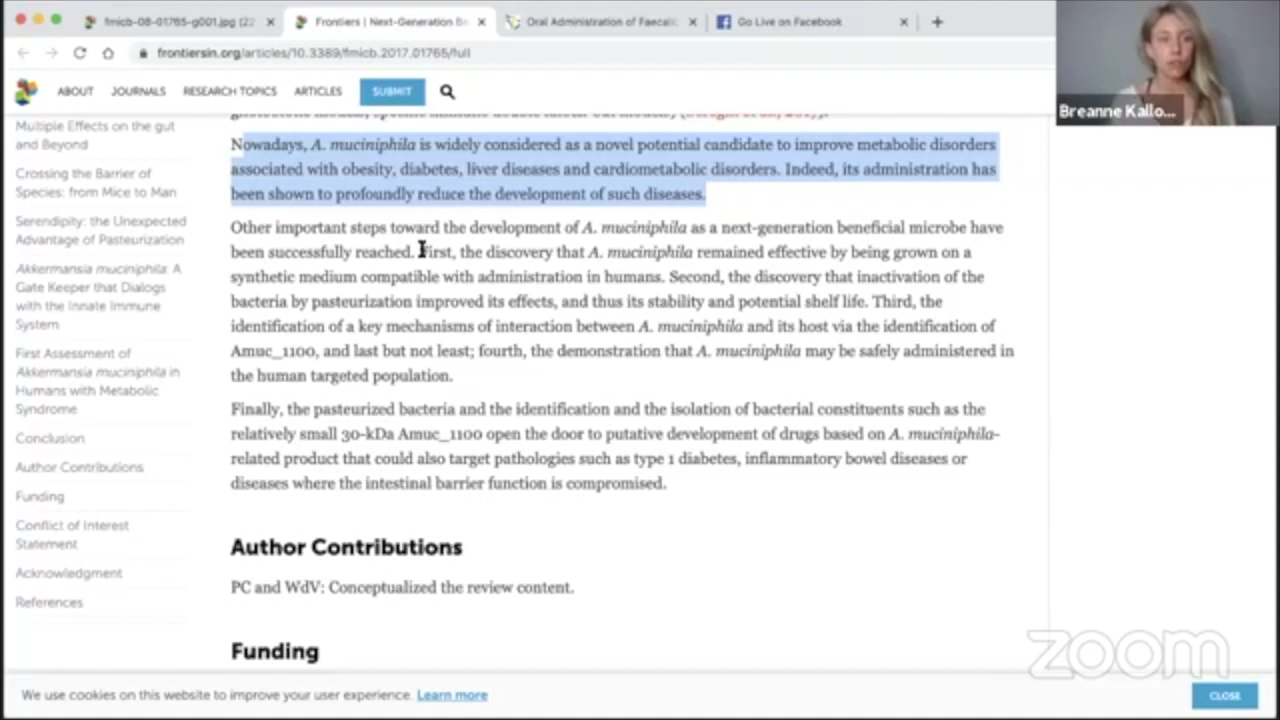 fmicb-08-01765-g001.jpg (22
Frontiers | Next-Generation Be
Oral Administration of Faecali
Go Live on Facebook
frontiersin.org/articles/10.3389/fmicb.2017.01765/full
ABOUT JOURNALS RESEARCH TOPICS ARTICLES SUBMIT
Breanne Kallo...
Multiple Effects on the gut
and Beyond
Crossing the Barrier of
Species: from Mice to Man
Serendipity: the Unexpected
Advantage of Pasteurization
Akkermansia muciniphila: A
Gate Keeper that Dialogs
with the Innate Immune
System
First Assessment of
Akkermansia muciniphila in
Humans with Metabolic
Syndrome
Conclusion
Author Contributions
Funding
Conflict of Interest
Statement
Acknowledgment
References
Nowadays, A. muciniphila is widely considered as a novel potential candidate to improve metabolic disorders
associated with obesity, diabetes, liver diseases and cardiometabolic disorders. Indeed, its administration has
been shown to profoundly reduce the development of such diseases.
Other important steps toward the development of A. muciniphila as a next-generation beneficial microbe have
been successfully reached. First, the discovery that A. muciniphila remained effective by being grown on a
synthetic medium compatible with administration in humans. Second, the discovery that inactivation of the
bacteria by pasteurization improved its effects, and thus its stability and potential shelf life. Third, the
identification of a key mechanisms of interaction between A. muciniphila and its host via the identification of
Amuc_1100, and last but not least; fourth, the demonstration that A. muciniphila may be safely administered in
the human targeted population.
Finally, the pasteurized bacteria and the identification and the isolation of bacterial constituents such as the
relatively small 30-kDa Amuc_1100 open the door to putative development of drugs based on A. muciniphila-
related product that could also target pathologies such as type 1 diabetes, inflammatory bowel diseases or
diseases where the intestinal barrier function is compromised.
Author Contributions
PC and WdV: Conceptualized the review content.
Funding
zoom
We use cookies on this website to improve your user experience. Learn more
CLOSE